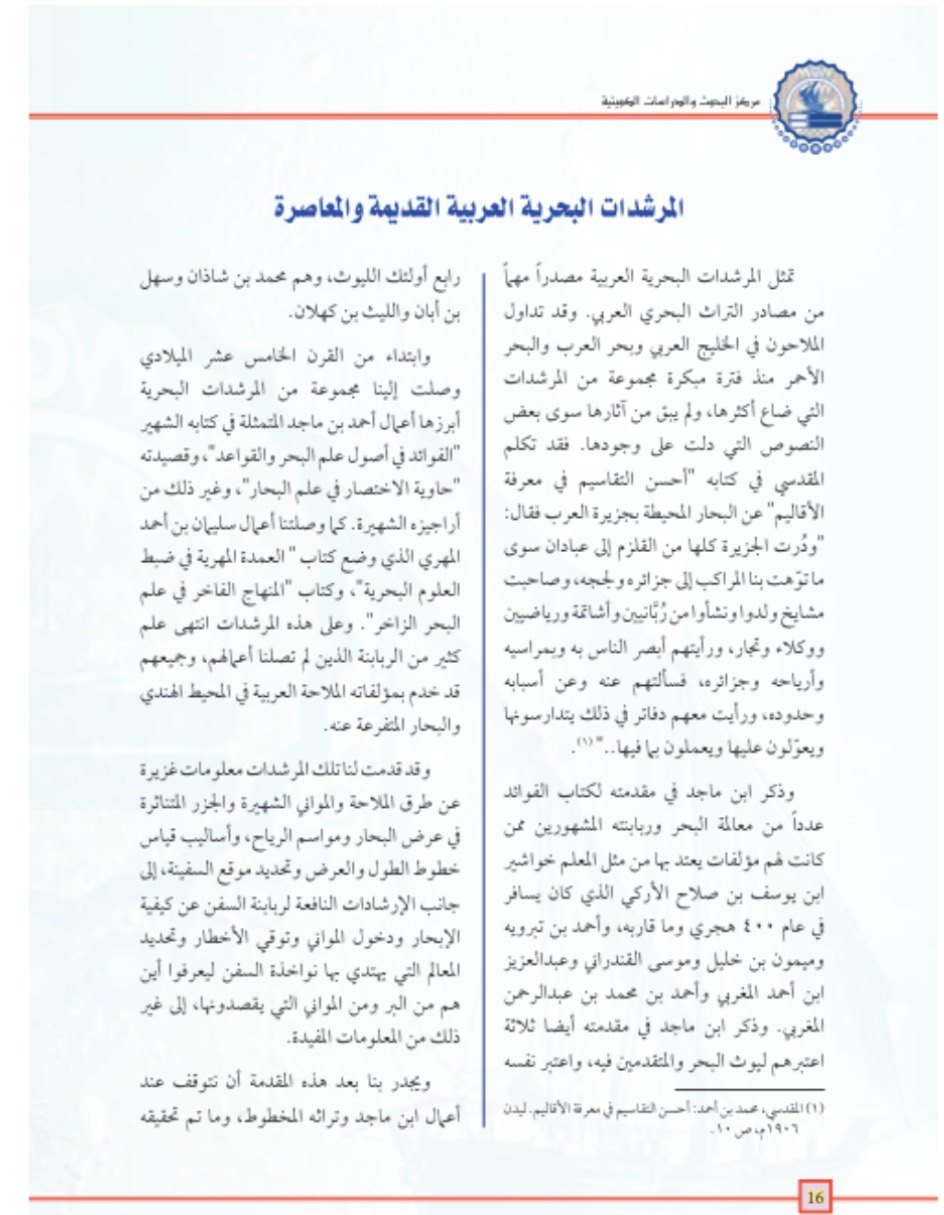 مركز البحوث والدراسات الكويتية
المرشدات البحرية العربية القديمة والمعاصرة
تمثل المرشدات البحرية العربية مصدراً مهماً
من مصادر التراث البحري العربي. وقد تداول
الملاحون في الخليج العربي وبحر العرب والبحر
الأحمر منذ فترة مبكرة مجموعة من المرشدات
التي ضاع أكثرها، ولم يبق من آثارها سوى بعض
النصوص التي دلت على وجودها. فقد تكلم
المقدسي في كتابه "أحسن التقاسيم في معرفة
الأقاليم" عن البحار المحيطة بجزيرة العرب فقال:
"ودُرت الجزيرة كلها من القلزم إلى عبادان سوى
ما توّهت بنا المراكب إلى جزائره ولججه، وصاحبت
مشايخ ولدوا ونشأوا من رُبَّانيين وأشاتمة ورياضيين
ووكلاء وتجار، ورأيتهم أبصر الناس به وبمراسيه
وأرياحه وجزائره، فسألتهم عنه وعن أسبابه
وحدوده، ورأيت معهم دفاتر في ذلك يتدارسونها
ويعوّلون عليها ويعملون بما فيها.." (١).
وذكر ابن ماجد في مقدمته لكتاب الفوائد
عدداً من معالمة البحر وربابنته المشهورين ممن
كانت لهم مؤلفات يعتد بها من مثل المعلم خواشير
ابن يوسف بن صلاح الأركي الذي كان يسافر
في عام ٤٠٠ هجري وما قاربه، وأحمد بن تبرويه
وميمون بن خليل وموسى القندراني وعبدالعزيز
ابن أحمد المغربي وأحمد بن محمد بن عبدالرحمن
المغربي. وذكر ابن ماجد في مقدمته أيضا ثلاثة
اعتبرهم ليوث البحر والمتقدمين فيه، واعتبر نفسه
(١) المقدسي، محمد بن أحمد: أحسن التقاسيم في معرفة الأقاليم. ليدن
١٩٠٦م، ص ١٠.
رابع أولئك الليوث، وهم محمد بن شاذان وسهل
بن أبان والليث بن كهلان.
وابتداء من القرن الخامس عشر الميلادي
وصلت إلينا مجموعة من المرشدات البحرية
أبرزها أعمال أحمد بن ماجد المتمثلة في كتابه الشهير
"الفوائد في أصول علم البحر والقواعد"، وقصيدته
"حاوية الاختصار في علم البحار"، وغير ذلك من
أراجيزه الشهيرة. كما وصلتنا أعمال سليمان بن أحمد
المهري الذي وضع كتاب " العمدة المهرية في ضبط
العلوم البحرية"، وكتاب "المنهاج الفاخر في علم
البحر الزاخر". وعلى هذه المرشدات انتهى علم
كثير من الربابنة الذين لم تصلنا أعمالهم، وجميعهم
قد خدم بمؤلفاته الملاحة العربية في المحيط الهندي
والبحار المتفرعة عنه.
وقد قدمت لنا تلك المرشدات معلومات غزيرة
عن طرق الملاحة والمواني الشهيرة والجزر المتناثرة
في عرض البحار ومواسم الرياح، وأساليب قياس
خطوط الطول والعرض وتحديد موقع السفينة، إلى
جانب الإرشادات النافعة لربابنة السفن عن كيفية
الإبحار ودخول المواني وتوقي الأخطار وتحديد
المعالم التي يهتدي بها نواخذة السفن ليعرفوا أين
هم من البر ومن المواني التي يقصدونها، إلى غير
ذلك من المعلومات المفيدة.
ويجدر بنا بعد هذه المقدمة أن نتوقف عند
أعمال ابن ماجد وتراثه المخطوط، وما تم تحقيقه
16